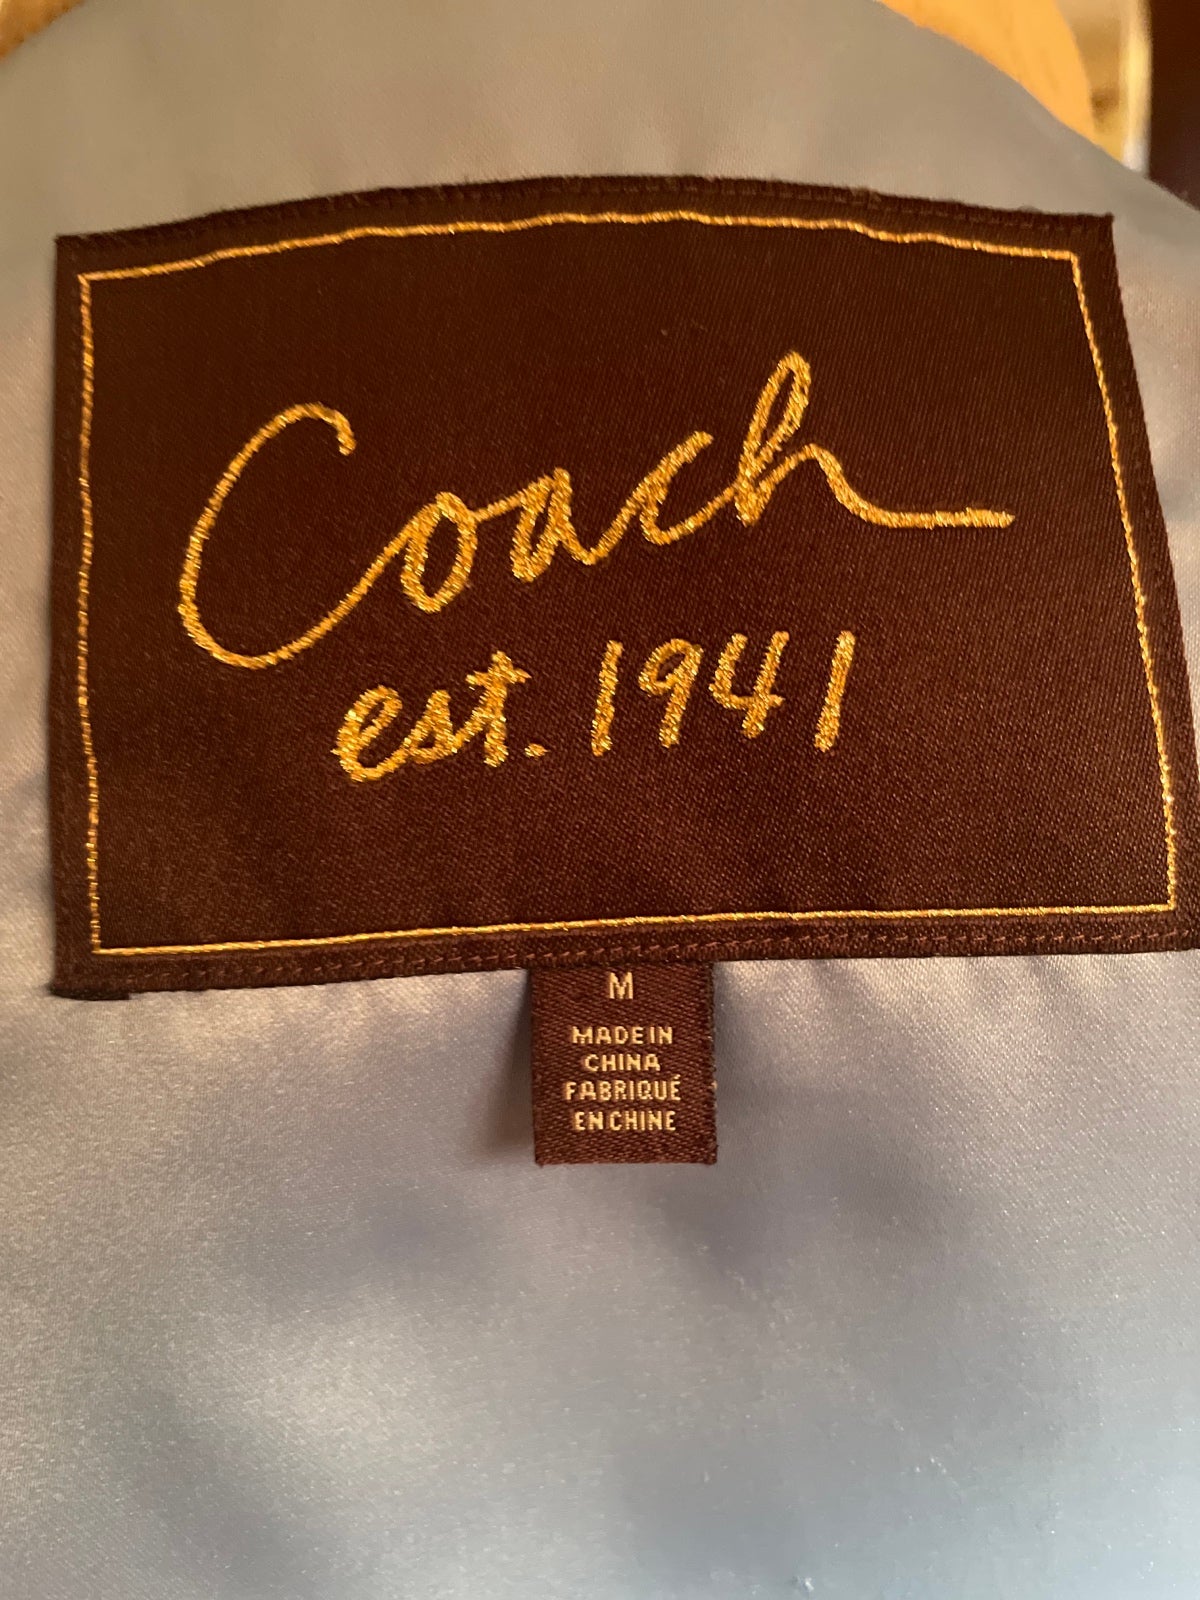 Coach
est. 1941
M
MADE IN
CHINA
FABRIQUÉ
EN CHINE